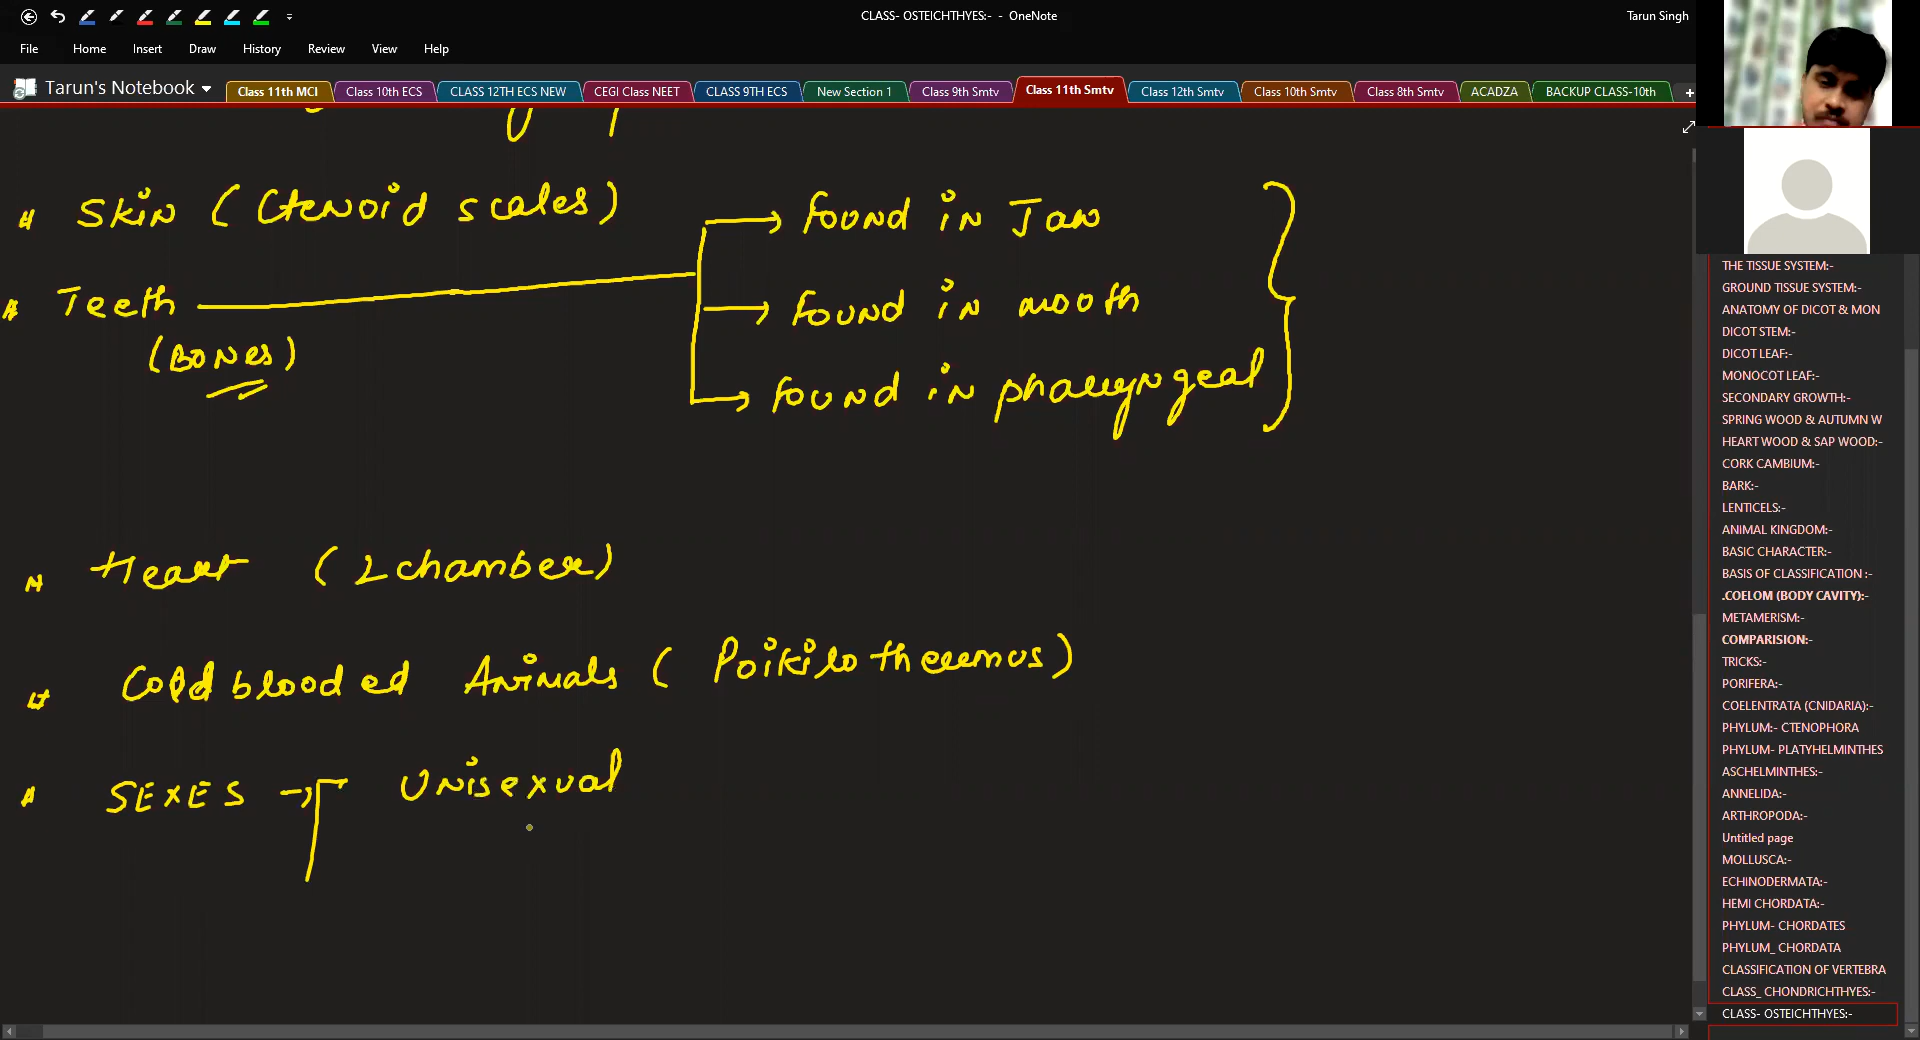 CLASS- OSTEICHTHYES:- - OneNote
Tarun Singh
File Home Insert Draw History Review View Help
Tarun's Notebook
Class 11th MCI Class 10th ECS CLASS 12TH ECS NEW CEGI Class NEET CLASS 9TH ECS New Section 1 Class 9th Smtv Class 11th Smtv Class 12th Smtv Class 10th Smtv Class 8th Smtv ACADZA BACKUP CLASS-10th
Skin (Ctenoid scales)
Teeth
(Bones)
found in Jaw
found in mooth
found in pharyngeal
Heart (2 chamber)
Cold blooded Animals (Poikilothermus)
SEXES → Unisexual
THE TISSUE SYSTEM:-
GROUND TISSUE SYSTEM:-
ANATOMY OF DICOT & MON
DICOT STEM:-
DICOT LEAF:-
MONOCOT LEAF:-
SECONDARY GROWTH:-
SPRING WOOD & AUTUMN W
HEART WOOD & SAP WOOD:-
CORK CAMBIUM:-
BARK:-
LENTICELS:-
ANIMAL KINGDOM:-
BASIC CHARACTER:-
BASIS OF CLASSIFICATION :-
.COELOM (BODY CAVITY):-
METAMERISM:-
COMPARISION:-
TRICKS:-
PORIFERA:-
COELENTRATA (CNIDARIA):-
PHYLUM:- CTENOPHORA
PHYLUM- PLATYHELMINTHES
ASCHELMINTHES:-
ANNELIDA:-
ARTHROPODA:-
Untitled page
MOLLUSCA:-
ECHINODERMATA:-
HEMI CHORDATA:-
PHYLUM- CHORDATES
PHYLUM_ CHORDATA
CLASSIFICATION OF VERTEBRA
CLASS_ CHONDRICHTHYES:-
CLASS- OSTEICHTHYES:-